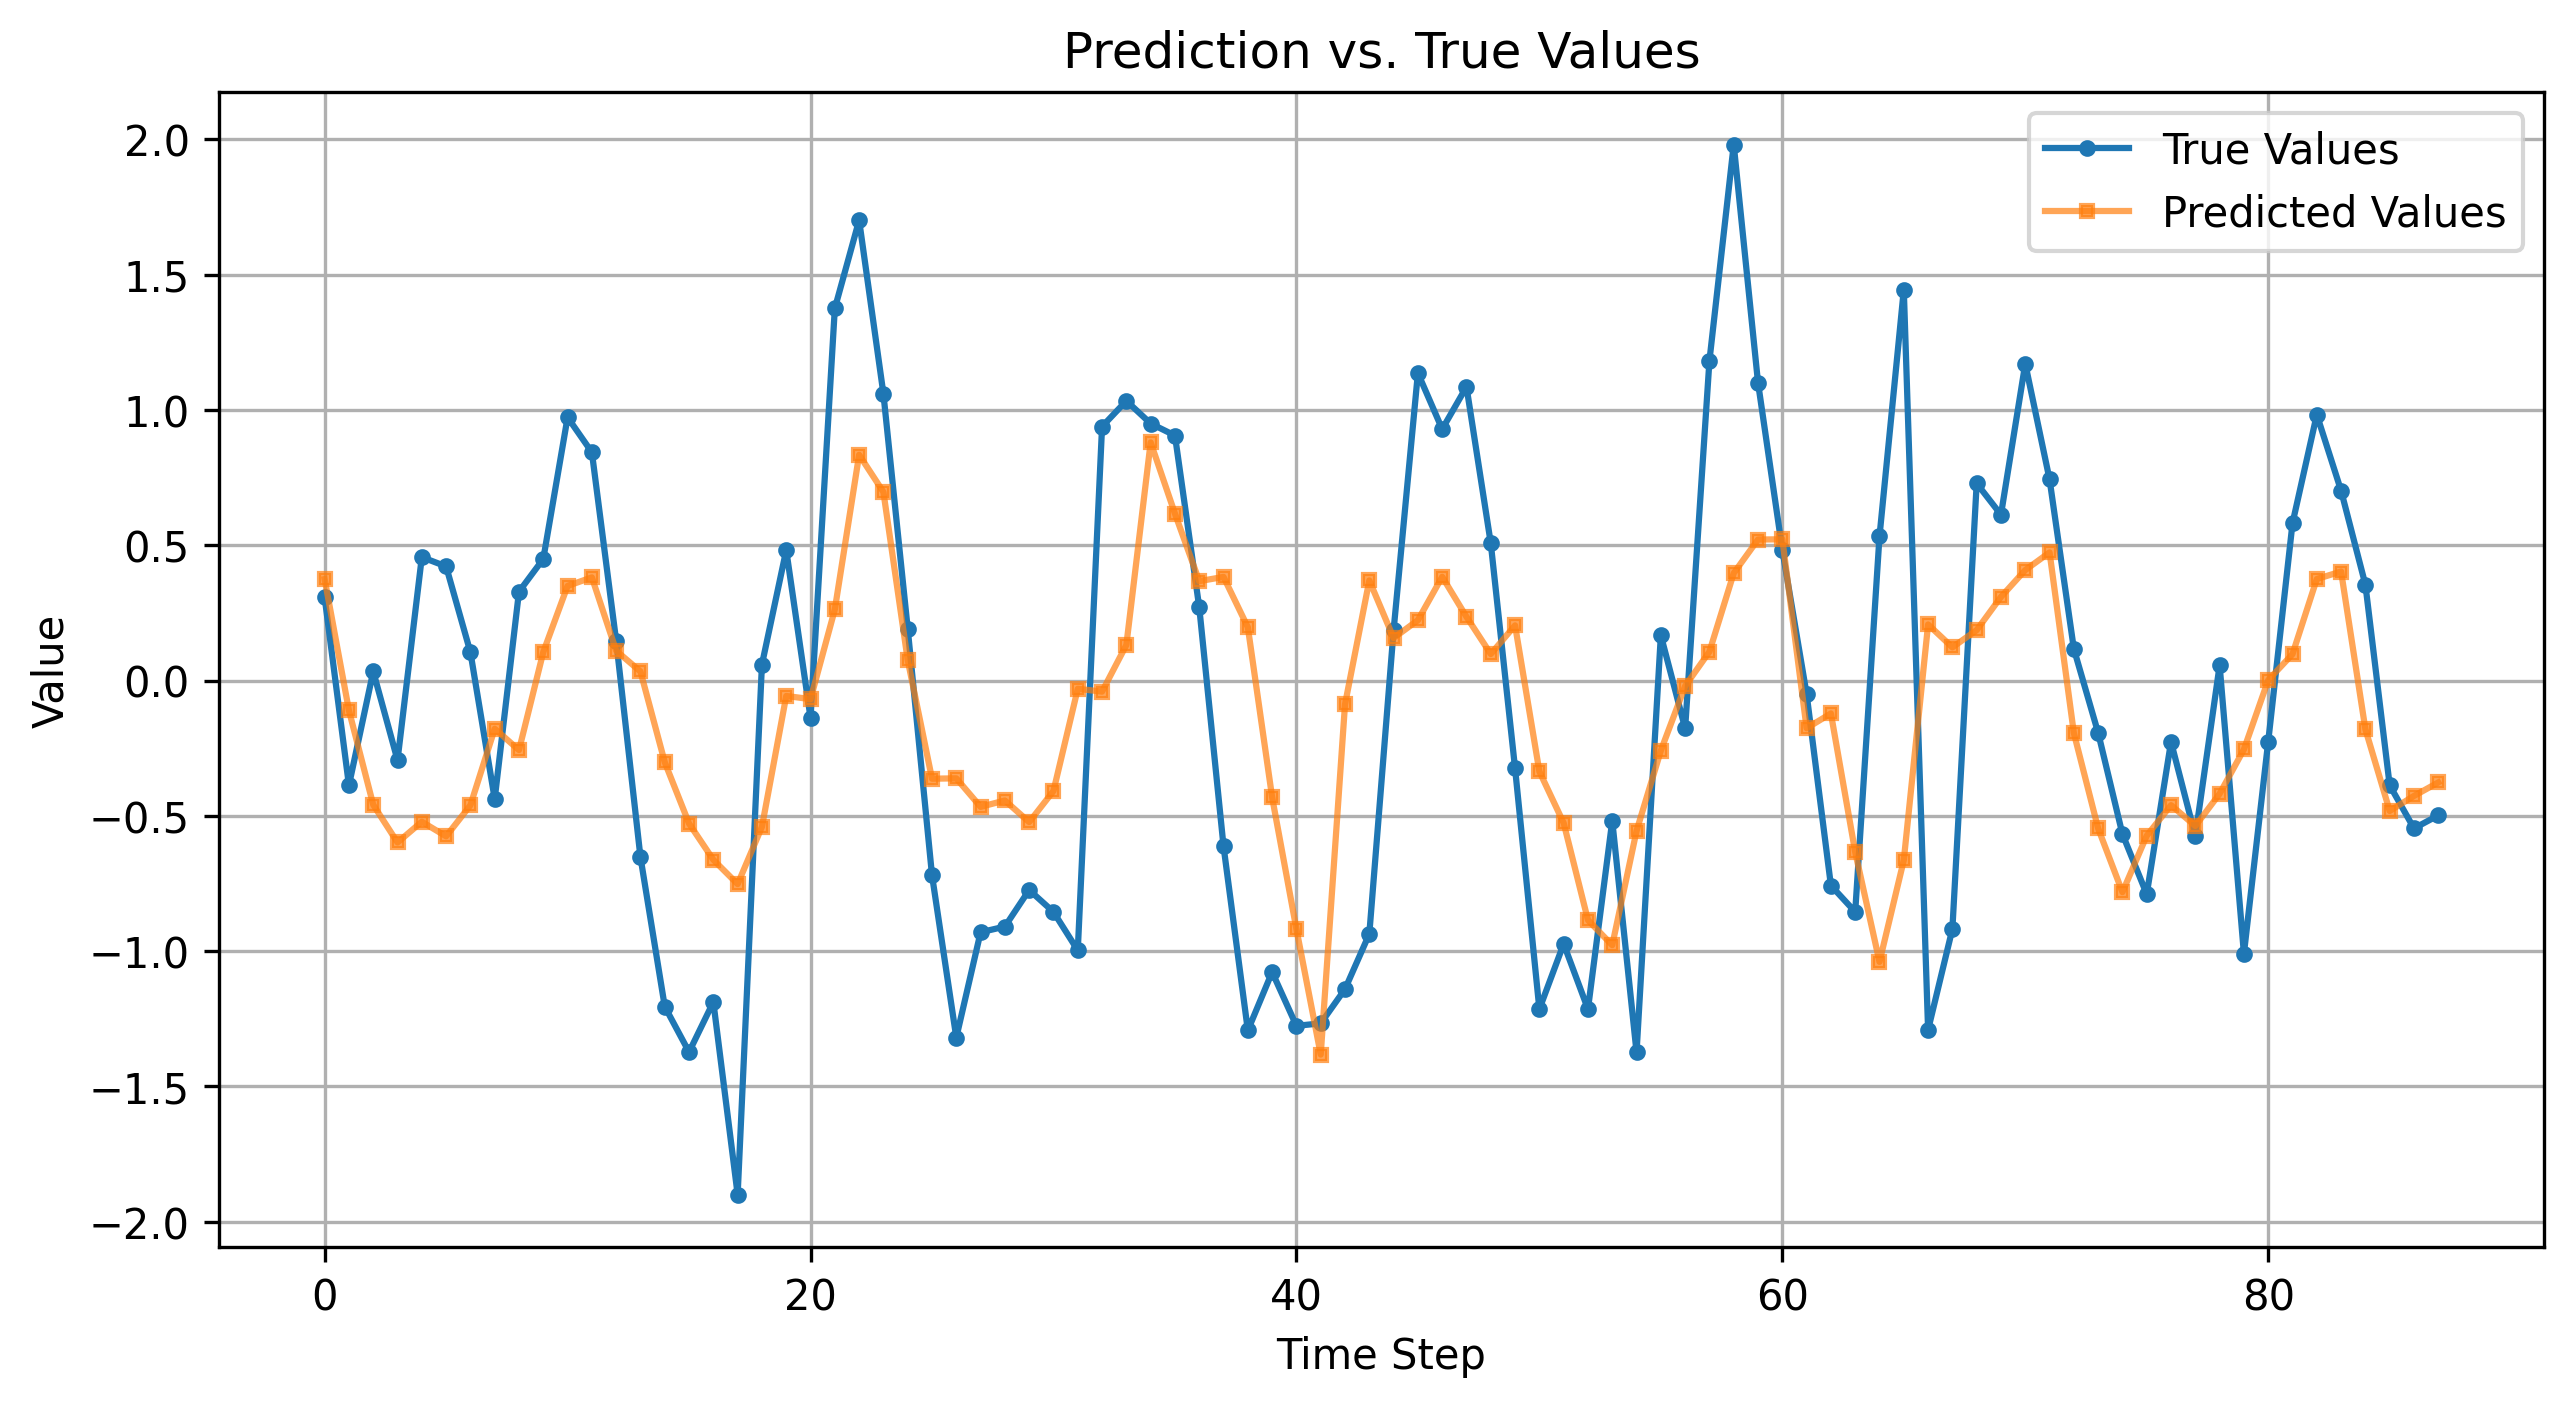 Prediction vs. True Values
True Values
Predicted Values
2.0
1.5
1.0
0.5
0.0
−0.5
−1.0
−1.5
−2.0
Value
0 20 40 60 80
Time Step